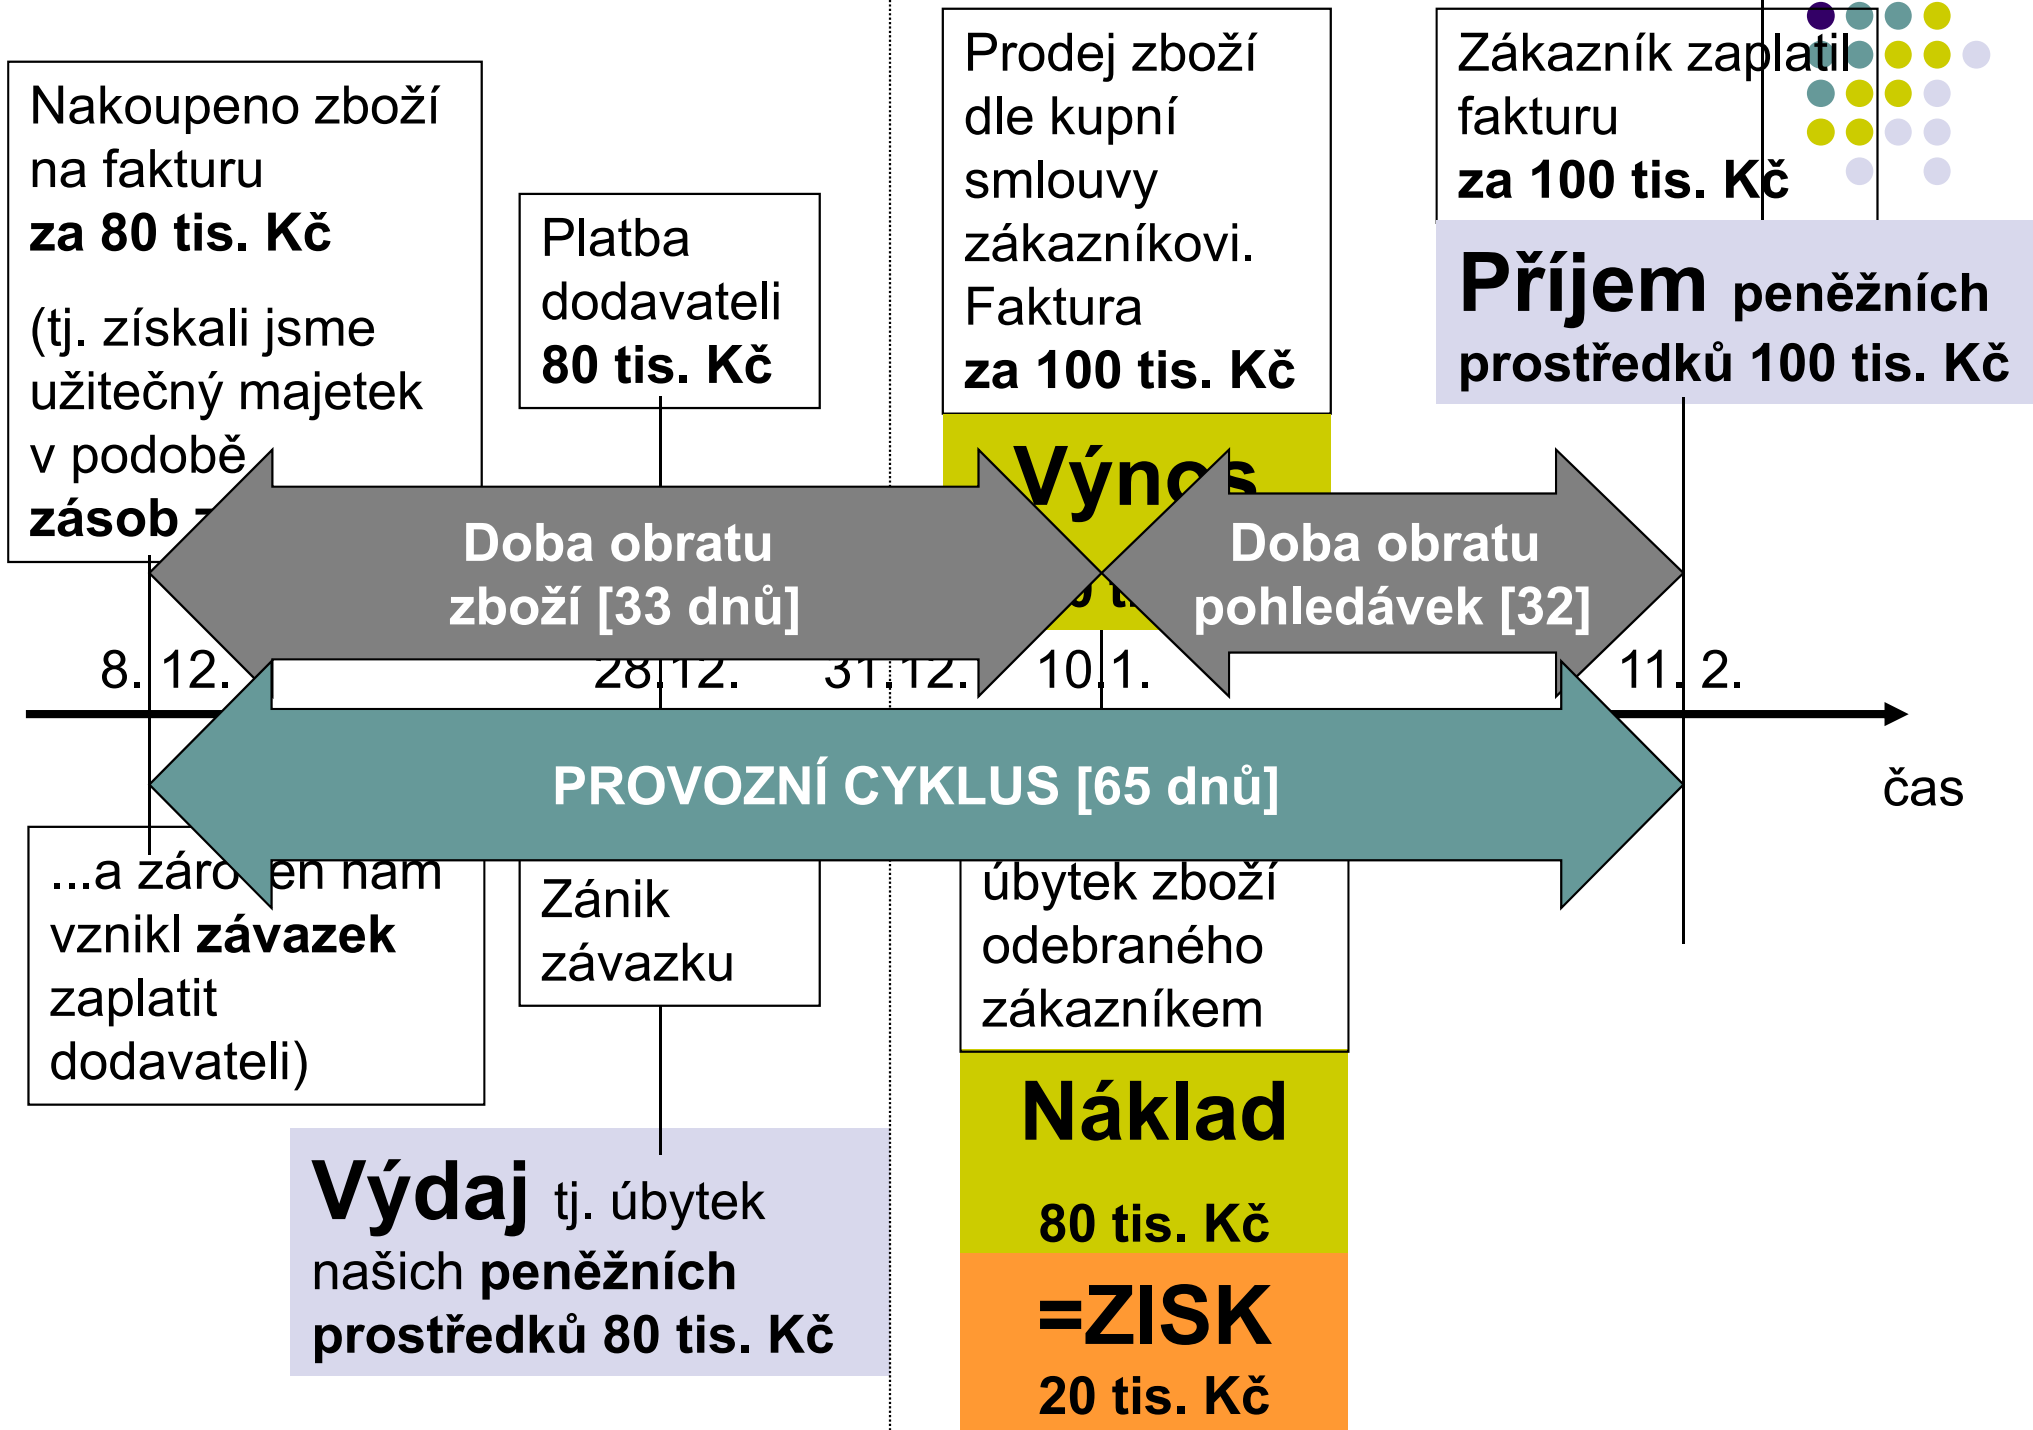 Nakoupeno zboží
na fakturu
za 80 tis. Kč
(tj. získali jsme
užitečný majetek
v podobě
zásob
Platba
dodavateli
80 tis. Kč
Prodej zboží
dle kupní
smlouvy
zákazníkovi.
Faktura
za 100 tis. Kč
Výnos
Zákazník zaplatil
fakturu
za 100 tis. Kč
Příjem peněžních
prostředků 100 tis. Kč
Doba obratu
zboží [33 dnů]
Doba obratu
pohledávek [32]
8. 12.
28.12.
31.12.
10.1.
11. 2.
PROVOZNÍ CYKLUS [65 dnů]
čas
...a zároveň nám
vznikl závazek
zaplatit
dodavateli)
Zánik
závazku
úbytek zboží
odebraného
zákazníkem
Náklad
80 tis. Kč
=ZISK
20 tis. Kč
Výdaj tj. úbytek
našich peněžních
prostředků 80 tis. Kč